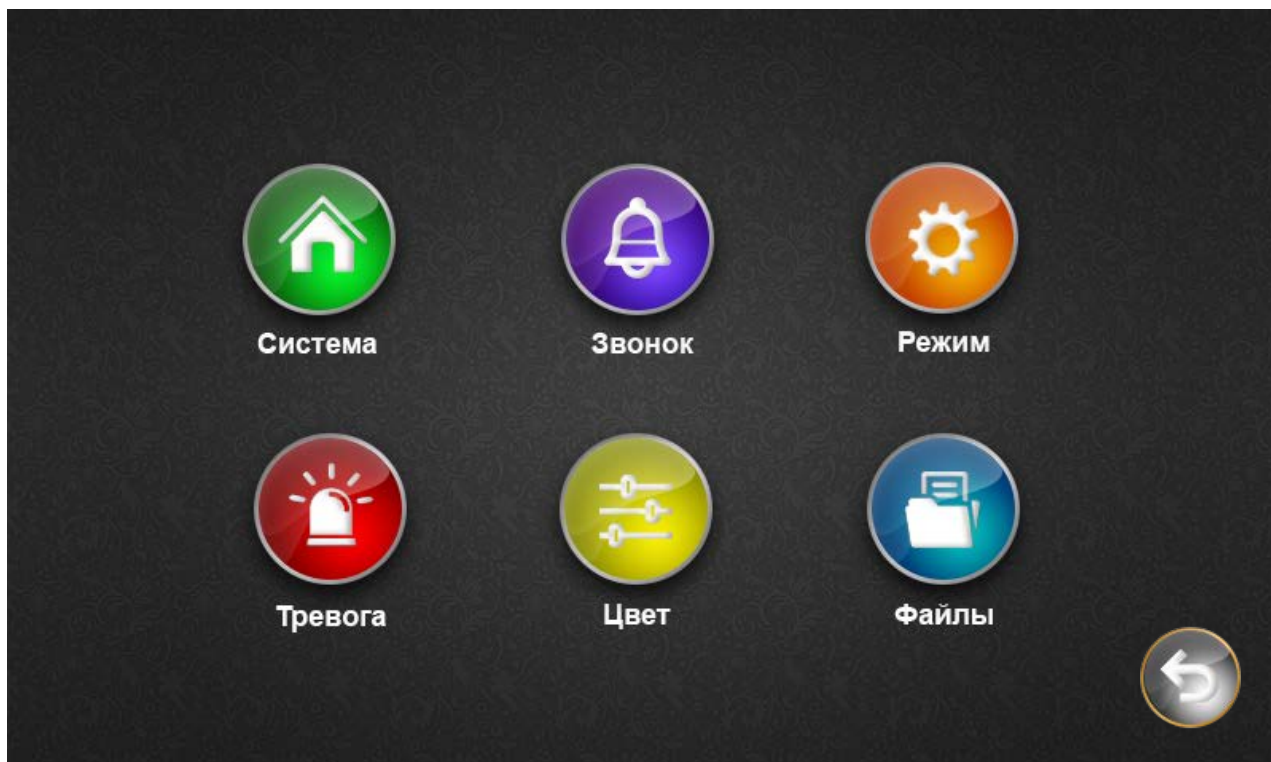 Система
Звонок
Режим
Тревога
Цвет
Файлы